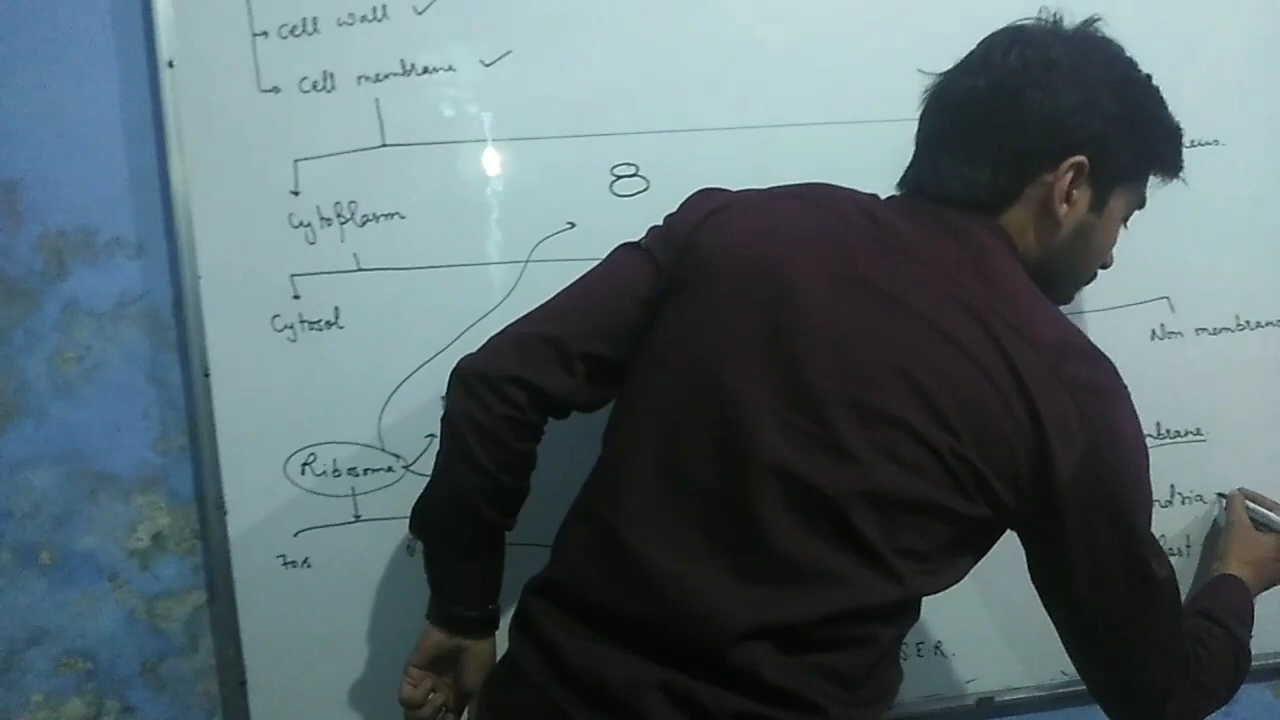 Cell wall ✓
Cell membrane ✓
Cytoplasm
Cytosol
Non membrane
Ribosome
70s
S E R.